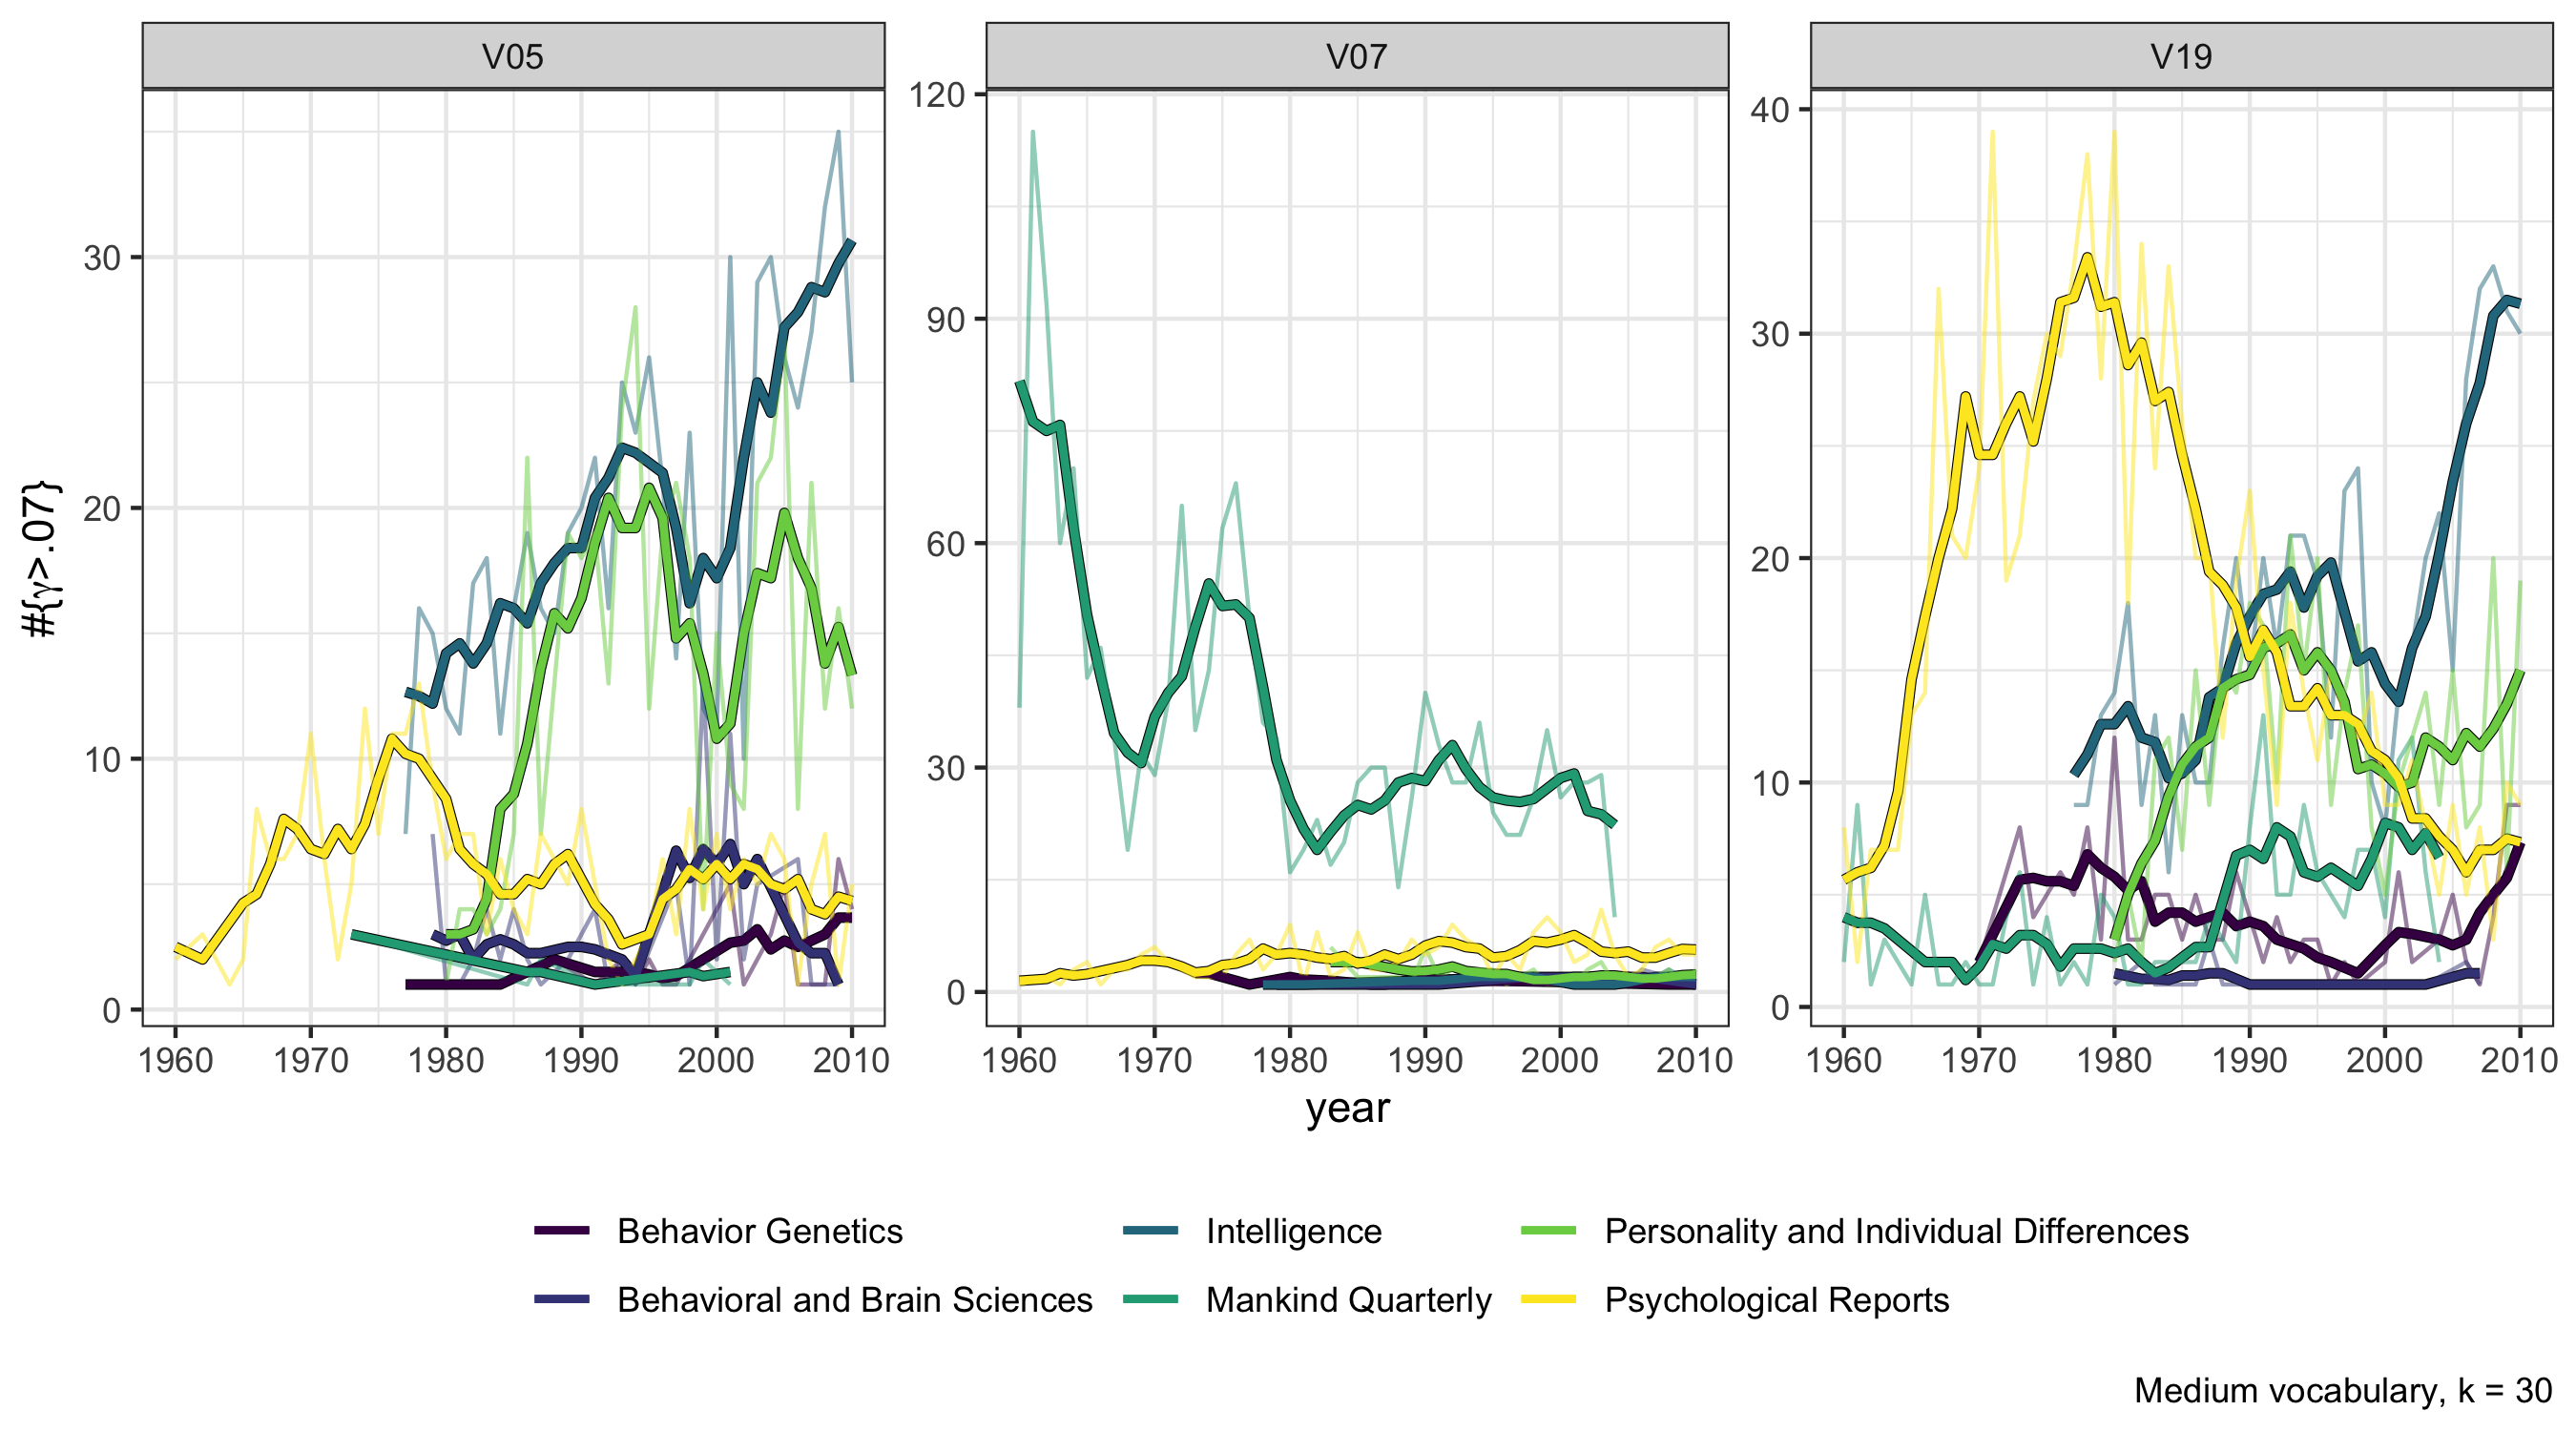 V05 V07 V19
#{γ>.07}
0 10 20 30
0 30 60 90 120
0 10 20 30 40
1960 1970 1980 1990 2000 2010 1960 1970 1980 1990 2000 2010 1960 1970 1980 1990 2000 2010
year
Behavior Genetics Intelligence Personality and Individual Differences
Behavioral and Brain Sciences Mankind Quarterly Psychological Reports
Medium vocabulary, k = 30